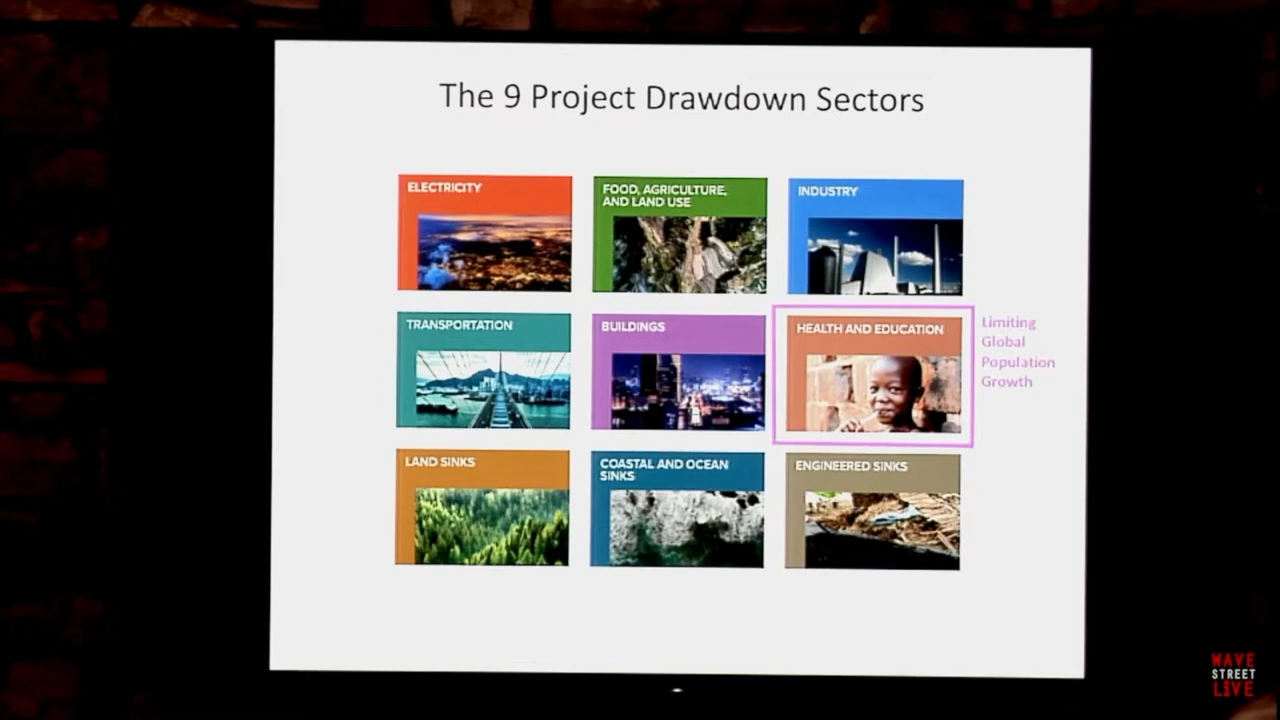 The 9 Project Drawdown Sectors
ELECTRICITY
FOOD, AGRICULTURE,
AND LAND USE
INDUSTRY
TRANSPORTATION
BUILDINGS
HEALTH AND EDUCATION
Limiting
Global
Population
Growth
LAND SINKS
COASTAL AND OCEAN
SINKS
ENGINEERED SINKS
WAVE
STREET
LIVE